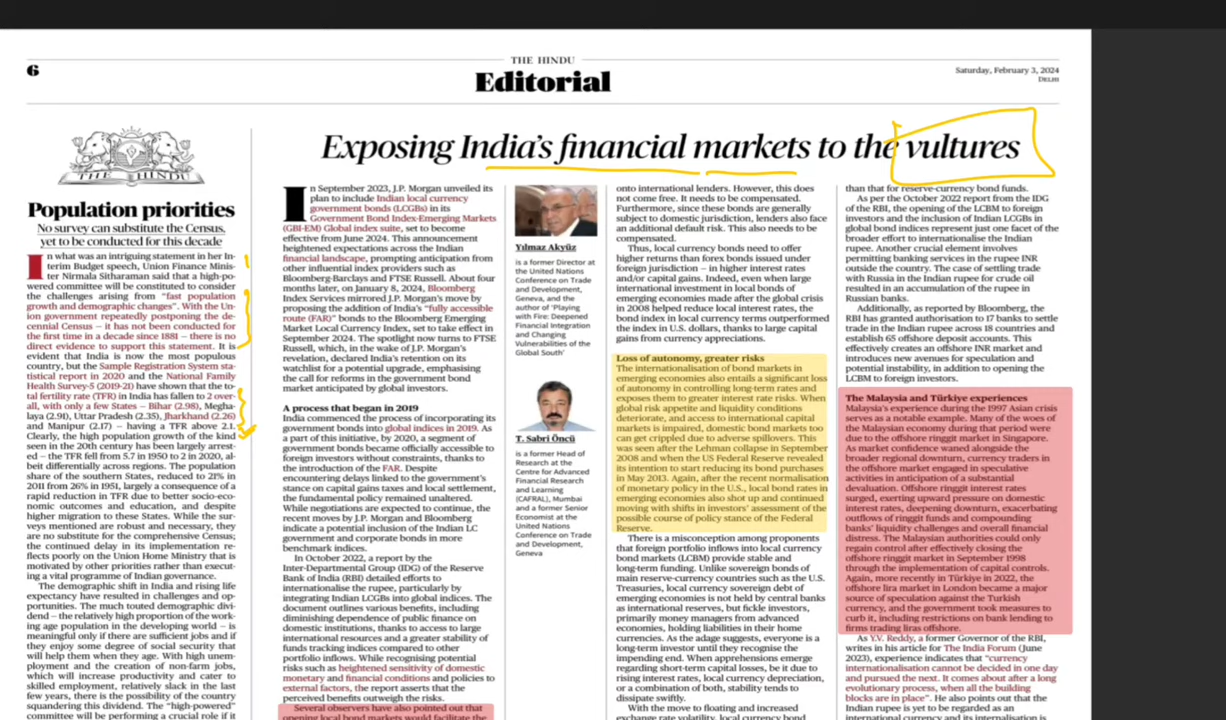 6
THE HINDU
Editorial
Saturday, February 3, 2024
DELHI
Exposing India's financial markets to the vultures
THE HINDU
Population priorities
No survey can substitute the Census,
yet to be conducted for this decade
In what was an intriguing statement in her In-
terim Budget speech, Union Finance Minis-
ter Nirmala Sitharaman said that a high-po-
wered committee will be constituted to consider
the challenges arising from "fast population
growth and demographic changes". With the Un-
ion government repeatedly postponing the de-
cennial Census – it has not been conducted for
the first time in a decade since 1881 – there is no
direct evidence to support this statement. It is
evident that India is now the most populous
country, but the Sample Registration System sta-
tistical report in 2020 and the National Family
Health Survey-5 (2019-21) have shown that the to-
tal fertility rate (TFR) in India has fallen to 2 over-
all, with only a few States – Bihar (2.98), Megha-
laya (2.91), Uttar Pradesh (2.35), Jharkhand (2.26)
and Manipur (2.17) – having a TFR above 2.1.
Clearly, the high population growth of the kind
seen in the 20th century has been largely arrest-
ed – the TFR fell from 5.7 in 1950 to 2 in 2020, al-
beit differentially across regions. The population
share of the southern States, reduced to 21% in
2011 from 26% in 1951, largely a consequence of a
rapid reduction in TFR due to better socio-eco-
nomic outcomes and education, and despite
higher migration to these States. While the sur-
veys mentioned are robust and necessary, they
are no substitute for the comprehensive Census;
the continued delay in its implementation re-
flects poorly on the Union Home Ministry that is
motivated by other priorities rather than execut-
ing a vital programme of Indian governance.
The demographic shift in India and rising life
expectancy have resulted in challenges and op-
portunities. The much touted demographic divi-
dend – the relatively high proportion of the work-
ing age population in the developing world – is
meaningful only if there are sufficient jobs and if
they enjoy some degree of social security that
will help them when they age. With high unem-
ployment and the creation of non-farm jobs,
which will increase productivity and cater to
skilled employment, relatively slack in the last
few years, there is the possibility of the country
squandering this dividend. The "high-powered"
committee will be performing a crucial role if it
In September 2023, J.P. Morgan unveiled its
plan to include Indian local currency
government bonds (LCGBs) in its
Government Bond Index-Emerging Markets
(GBI-EM) Global index suite, set to become
effective from June 2024. This announcement
heightened expectations across the Indian
financial landscape, prompting anticipation that
other influential index providers such as
Bloomberg-Barclays and FTSE Russell. About four
months later, on January 8, 2024, Bloomberg
Index Services mirrored J.P. Morgan's move by
proposing the addition of India's "fully accessible
route (FAR)" bonds to the Bloomberg Emerging
Market Local Currency Index, set to take effect in
September 2024. The spotlight now turns to FTSE
Russell, which, in the wake of J.P. Morgan's
revelation, declared India's retention on its
watchlist for a potential upgrade, emphasising
the call for reforms in the government bond
market anticipated by global investors.
A process that began in 2019
India commenced the process of incorporating its
government bonds into global indices in 2019. As
a part of this initiative, by 2020, a segment of
government bonds became officially accessible to
foreign investors without constraints, thanks to
the introduction of the FAR. Despite
encountering delays linked to the government's
stance on capital gains taxes and local settlement,
the fundamental policy remained unaltered.
While negotiations are expected to continue, the
recent moves by J.P. Morgan and Bloomberg
indicate a potential inclusion of the Indian LC
government and corporate bonds in more
benchmark indices.
In October 2022, a report by the
Inter-Departmental Group (IDG) of the Reserve
Bank of India (RBI) detailed efforts to
internationalise the rupee, particularly by
integrating Indian LCGBs into global indices. The
document outlines various benefits, including
diminishing dependence of public finance on
domestic institutions, thanks to access to large
international resources and a greater stability of
funds tracking indices compared to other
portfolio inflows. While recognising potential
risks such as heightened sensitivity of domestic
monetary and financial conditions and policies to
external factors, the report asserts that the
perceived benefits outweigh the risks.
Several observers have also pointed out that
opening local bond markets would facilitate the
Yılmaz Akyüz
is a former Director at
the United Nations
Conference on Trade
and Development,
Geneva, and the
author of 'Playing
with Fire: Deepened
Financial Integration
and Changing
Vulnerabilities of the
Global South'
T. Sabri Öncü
is a former Head of
Research at the
Centre for Advanced
Financial Research
and Learning
(CAFRAL), Mumbai
and a former Senior
Economist at the
United Nations
Conference on Trade
and Development,
Geneva
onto international lenders. However, this does
not come free. It needs to be compensated.
Furthermore, since these bonds are generally
subject to domestic jurisdiction, lenders also face
an additional default risk. This also needs to be
compensated.
Thus, local currency bonds need to offer
higher returns than forex bonds issued under
foreign jurisdiction – in higher interest rates
and/or capital gains. Indeed, even when large
international investment in local bonds of
emerging economies made after the global crisis
in 2008 helped reduce local interest rates, the
bond index in local currency terms outperformed
the index in U.S. dollars, thanks to large capital
gains from currency appreciations.
Loss of autonomy, greater risks
The internationalisation of bond markets in
emerging economies also entails a significant loss
of autonomy in controlling long-term rates and
exposes them to greater interest rate risks. When
global risk appetite and liquidity conditions
deteriorate, and access to international capital
markets is impaired, domestic bond markets too
can get crippled due to adverse spillovers. This
was seen after the Lehman collapse in September
2008 and when the US Federal Reserve revealed
its intention to start reducing its bond purchases
in May 2013. Again, after the recent normalisation
of monetary policy in the U.S., local bond rates in
emerging economies also shot up and continued
moving with shifts in investors' assessment of the
possible course of policy stance of the Federal
Reserve.
There is a misconception among proponents
that foreign portfolio inflows into local currency
bond markets (LCBM) provide stable and
long-term funding. Unlike sovereign bonds of
main reserve-currency countries such as the U.S.
Treasuries, local currency sovereign debt of
emerging economies is not held by central banks
as international reserves, but fickle investors,
primarily money managers from advanced
economies, holding liabilities in their home
currencies. As the adage suggests, everyone is a
long-term investor until they recognise the
impending end. When apprehensions emerge
regarding short-term capital losses, be it due to
rising interest rates, local currency depreciation,
or a combination of both, stability tends to
dissipate swiftly.
With the move to floating and increased
exchange rate volatility, local currency bond
than that for reserve-currency bond funds.
As per the October 2022 report from the IDG
of the RBI, the opening of the LCBM to foreign
investors and the inclusion of Indian LCGBs in
global bond indices represent just one facet of the
broader effort to internationalise the Indian
rupee. Another crucial element involves
permitting banking services in the rupee INR
outside the country. The case of settling trade
with Russia in the Indian rupee for crude oil
resulted in an accumulation of the rupee in
Russian banks.
Additionally, as reported by Bloomberg, the
RBI has granted authorisation to 17 banks to settle
trade in the Indian rupee across 18 countries and
establish 65 offshore deposit accounts. This
effectively creates an offshore INR market and
introduces new avenues for speculation and
potential instability, in addition to opening the
LCBM to foreign investors.
The Malaysia and Türkiye experiences
Malaysia's experience during the 1997 Asian crisis
serves as a notable example. Many of the woes of
the Malaysian economy during that period were
due to the offshore ringgit market in Singapore.
As market confidence waned alongside the
broader regional downturn, currency traders in
the offshore market engaged in speculative
activities in anticipation of a substantial
devaluation. Offshore ringgit interest rates
surged, exerting upward pressure on domestic
interest rates, deepening downturn, exacerbating
outflows of ringgit funds and compounding
banks' liquidity challenges and overall financial
distress. The Malaysian authorities could only
regain control after effectively closing the
offshore ringgit market in September 1998
through the implementation of capital controls.
Again, more recently in Türkiye in 2022, the
offshore lira market in London became a major
source of speculation against the Turkish
currency, and the government took measures to
curb it, including restrictions on bank lending to
firms trading liras offshore.
As Y.V. Reddy, a former Governor of the RBI,
writes in his article for The India Forum (June
2023), experience indicates that "currency
internationalisation cannot be decided in one day
and pursued the next. It comes about after a long
evolutionary process, when all the building
blocks are in place". He also points out that the
Indian rupee is yet to be regarded as an
international currency and its internationalisation is